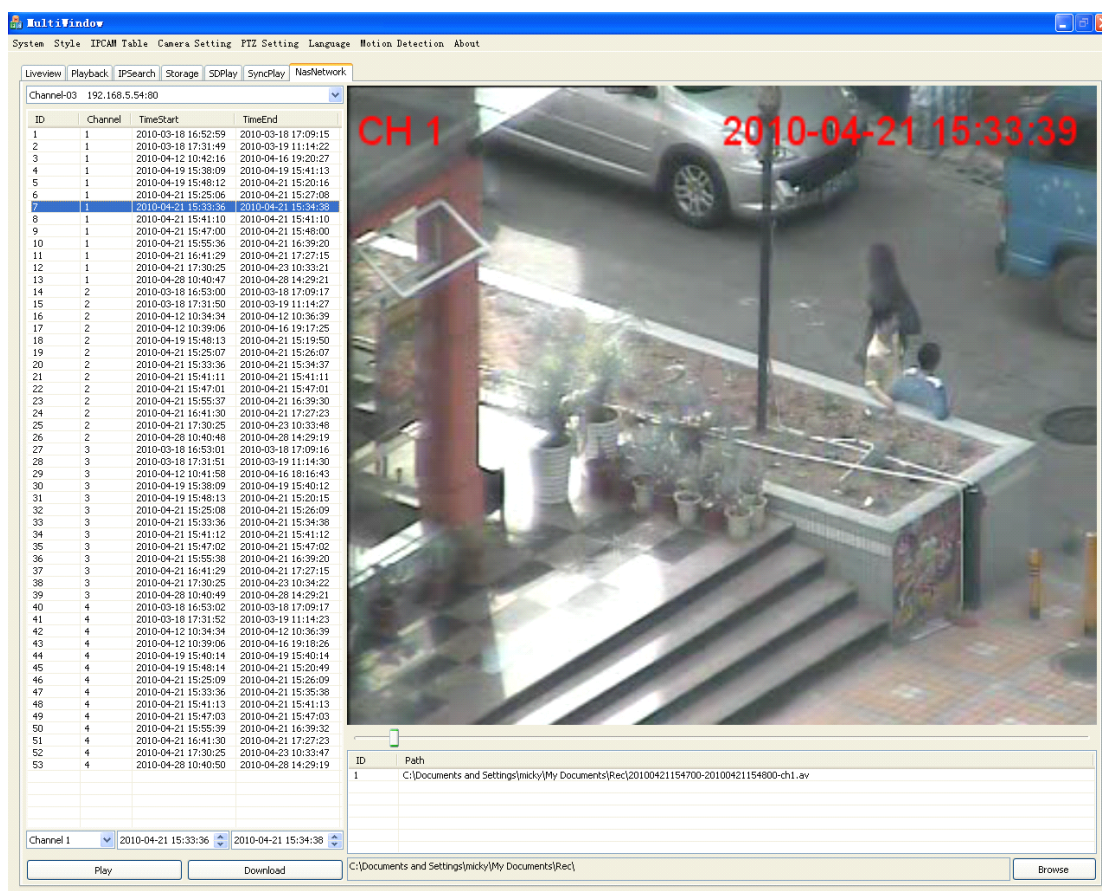 MultiWindow
System Style IPCAM Table Camera Setting PTZ Setting Language Motion Detection About
Liveview Playback IPSearch Storage SDPlay SyncPlay NasNetwork
Channel-03 192.168.5.54:80
ID Channel TimeStart TimeEnd
1 1 2010-03-18 16:52:59 2010-03-18 17:09:15
2 1 2010-03-18 17:31:49 2010-03-19 11:14:22
3 1 2010-04-12 10:42:16 2010-04-16 19:20:27
4 1 2010-04-19 15:38:09 2010-04-19 15:41:13
5 1 2010-04-19 15:48:12 2010-04-21 15:20:16
6 1 2010-04-21 15:25:06 2010-04-21 15:27:08
7 1 2010-04-21 15:33:36 2010-04-21 15:34:38
8 1 2010-04-21 15:41:10 2010-04-21 15:41:10
9 1 2010-04-21 15:47:00 2010-04-21 15:48:00
10 1 2010-04-21 15:55:36 2010-04-21 16:39:20
11 1 2010-04-21 16:41:29 2010-04-21 17:27:15
12 1 2010-04-21 17:30:25 2010-04-23 10:33:21
13 1 2010-04-28 10:40:47 2010-04-28 14:29:21
14 2 2010-03-18 16:53:00 2010-03-18 17:09:17
15 2 2010-03-18 17:31:50 2010-03-19 11:14:27
16 2 2010-04-12 10:34:34 2010-04-12 10:36:39
17 2 2010-04-12 10:39:06 2010-04-16 19:17:25
18 2 2010-04-19 15:48:13 2010-04-21 15:19:50
19 2 2010-04-21 15:25:07 2010-04-21 15:26:07
20 2 2010-04-21 15:33:36 2010-04-21 15:34:37
21 2 2010-04-21 15:41:11 2010-04-21 15:41:11
22 2 2010-04-21 15:47:01 2010-04-21 15:47:01
23 2 2010-04-21 15:55:37 2010-04-21 16:39:30
24 2 2010-04-21 16:41:30 2010-04-21 17:27:23
25 2 2010-04-21 17:30:25 2010-04-23 10:33:48
26 2 2010-04-28 10:40:48 2010-04-28 14:29:19
27 3 2010-03-18 16:53:01 2010-03-18 17:09:16
28 3 2010-03-18 17:31:51 2010-03-19 11:14:30
29 3 2010-04-12 10:41:58 2010-04-16 18:16:43
30 3 2010-04-19 15:38:09 2010-04-19 15:40:12
31 3 2010-04-19 15:48:13 2010-04-21 15:20:15
32 3 2010-04-21 15:25:08 2010-04-21 15:26:09
33 3 2010-04-21 15:33:36 2010-04-21 15:34:38
34 3 2010-04-21 15:41:12 2010-04-21 15:41:12
35 3 2010-04-21 15:47:02 2010-04-21 15:47:02
36 3 2010-04-21 15:55:38 2010-04-21 16:39:20
37 3 2010-04-21 16:41:29 2010-04-21 17:27:15
38 3 2010-04-21 17:30:25 2010-04-23 10:34:22
39 3 2010-04-28 10:40:49 2010-04-28 14:29:21
40 4 2010-03-18 16:53:02 2010-03-18 17:09:17
41 4 2010-03-18 17:31:52 2010-03-19 11:14:23
42 4 2010-04-12 10:34:34 2010-04-12 10:36:39
43 4 2010-04-12 10:39:06 2010-04-16 19:18:26
44 4 2010-04-19 15:40:14 2010-04-19 15:40:14
45 4 2010-04-19 15:48:14 2010-04-21 15:20:49
46 4 2010-04-21 15:25:09 2010-04-21 15:26:09
47 4 2010-04-21 15:33:36 2010-04-21 15:35:38
48 4 2010-04-21 15:41:13 2010-04-21 15:41:13
49 4 2010-04-21 15:47:03 2010-04-21 15:47:03
50 4 2010-04-21 15:55:39 2010-04-21 16:39:32
51 4 2010-04-21 16:41:30 2010-04-21 17:27:23
52 4 2010-04-21 17:30:25 2010-04-23 10:33:47
53 4 2010-04-28 10:40:50 2010-04-28 14:29:19
Channel 1 2010-04-21 15:33:36 2010-04-21 15:34:38
Play Download
CH 1 2010-04-21 15:33:39
ID Path
1 C:\Documents and Settings\micky\My Documents\Rec\20100421154700-20100421154800-ch1.av
C:\Documents and Settings\micky\My Documents\Rec\ Browse